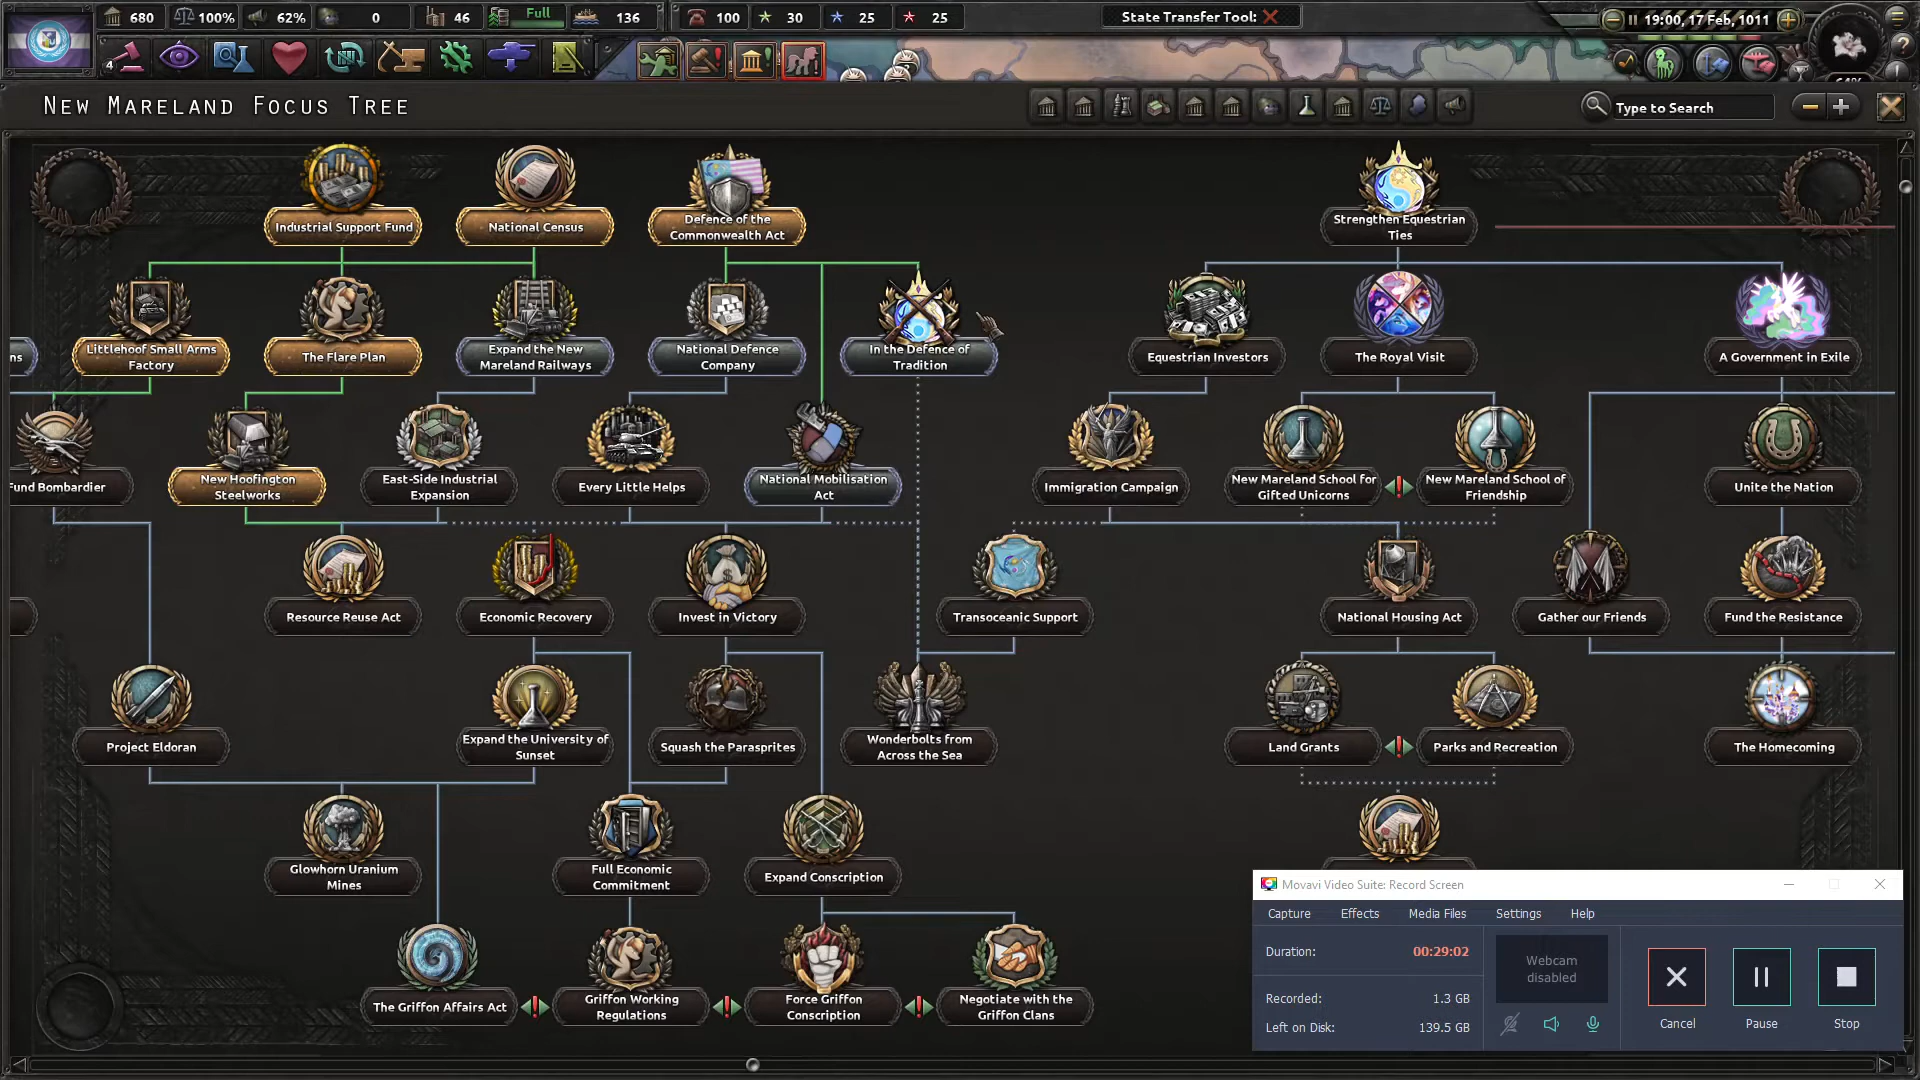 680
100%
62%
0
46
Full
136
100
30
25
25
State Transfer Tool:
19:00, 17 Feb, 1011
4
64%
New Mareland Focus Tree
Type to Search
Industrial Support Fund
National Census
Defence of the
Commonwealth Act
Strengthen Equestrian
Ties
ns
Littlehoof Small Arms
Factory
The Flare Plan
Expand the New
Mareland Railways
National Defence
Company
In the Defence of
Tradition
Equestrian Investors
The Royal Visit
A Government in Exile
Fund Bombardier
New Hoofington
Steelworks
East-Side Industrial
Expansion
Every Little Helps
National Mobilisation
Act
Immigration Campaign
New Mareland School for
Gifted Unicorns
New Mareland School of
Friendship
Unite the Nation
Resource Reuse Act
Economic Recovery
Invest in Victory
Transoceanic Support
National Housing Act
Gather our Friends
Fund the Resistance
Project Eldoran
Expand the University of
Sunset
Squash the Parasprites
Wonderbolts from
Across the Sea
Land Grants
Parks and Recreation
The Homecoming
Glowhorn Uranium
Mines
Full Economic
Commitment
Expand Conscription
The Griffon Affairs Act
Griffon Working
Regulations
Force Griffon
Conscription
Negotiate with the
Griffon Clans
Movavi Video Suite: Record Screen
Capture
Effects
Media Files
Settings
Help
Duration:
00:29:02
Webcam
disabled
Recorded:
1.3 GB
Left on Disk:
139.5 GB
Cancel
Pause
Stop